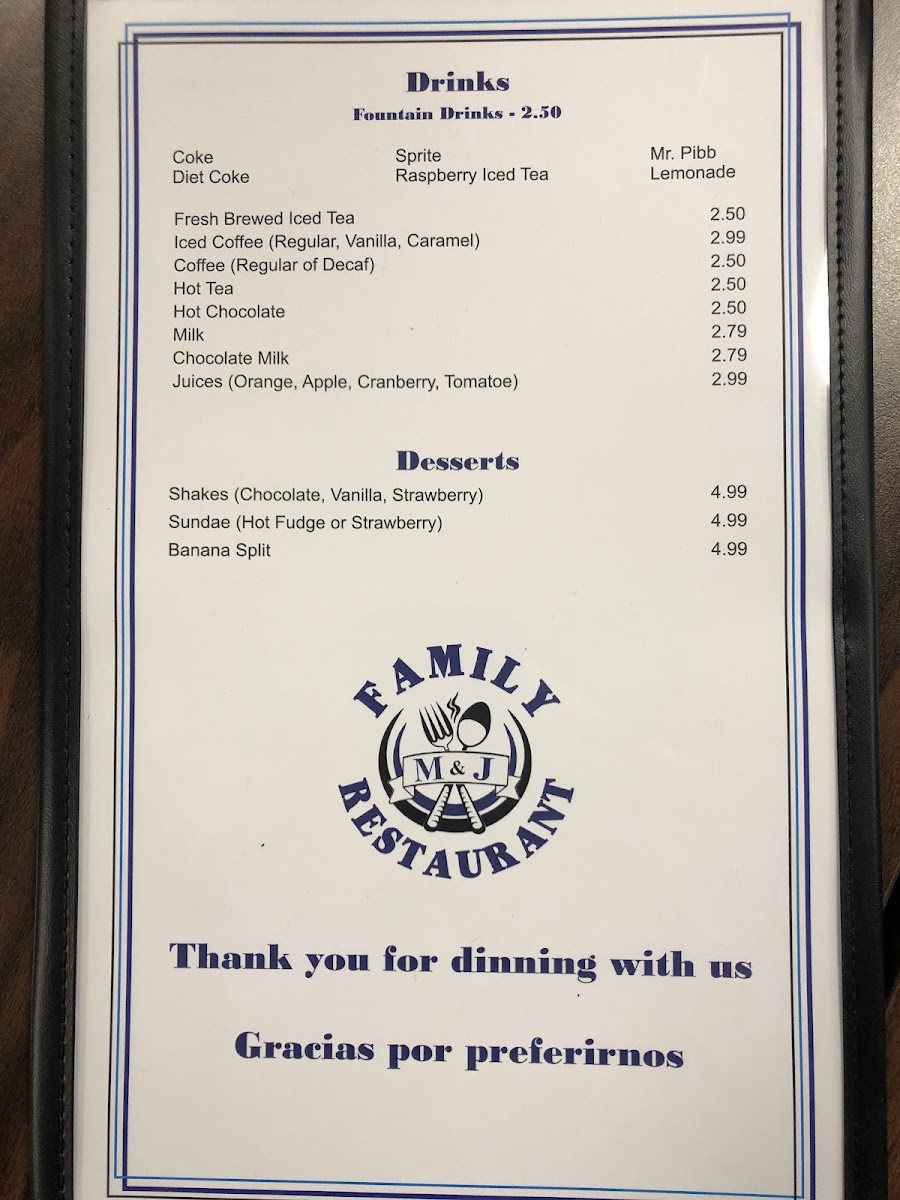 Drinks
Fountain Drinks - 2.50
Coke Sprite Mr. Pibb
Diet Coke Raspberry Iced Tea Lemonade
Fresh Brewed Iced Tea 2.50
Iced Coffee (Regular, Vanilla, Caramel) 2.99
Coffee (Regular of Decaf) 2.50
Hot Tea 2.50
Hot Chocolate 2.50
Milk 2.79
Chocolate Milk 2.79
Juices (Orange, Apple, Cranberry, Tomatoe) 2.99
Desserts
Shakes (Chocolate, Vanilla, Strawberry) 4.99
Sundae (Hot Fudge or Strawberry) 4.99
Banana Split 4.99
FAMILY
M & J
RESTAURANT
Thank you for dinning with us
Gracias por preferirnos